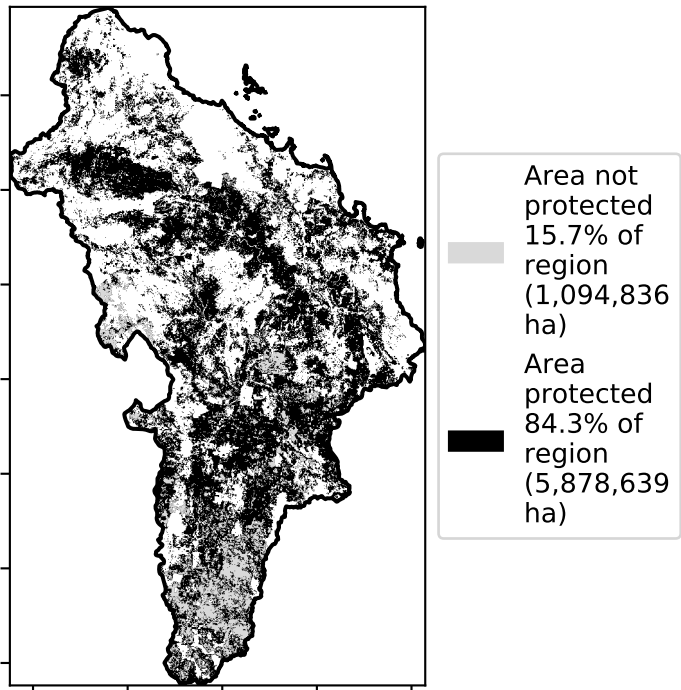 Area not
protected
15.7% of
region
(1,094,836
ha)
Area
protected
84.3% of
region
(5,878,639
ha)